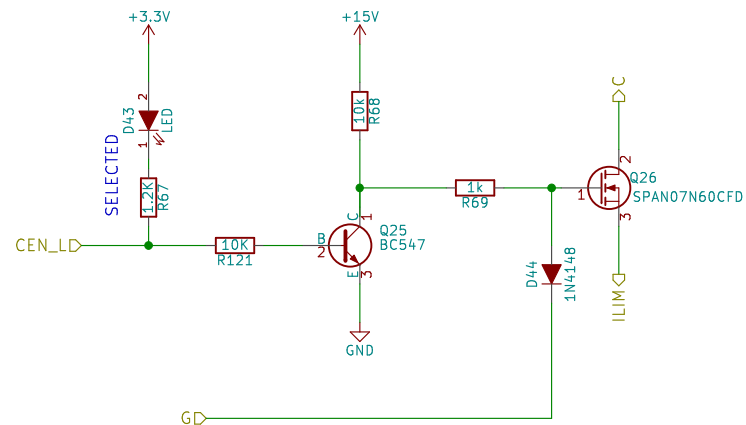 +3.3V
+15V
2
D43
LED
1
SELECTED
1.2K
R67
10k
R68
C
2
1k
R69
1
Q26
SPAN07N60CFD
3
CEN_L
10K
R121
B
2
C
1
Q25
BC547
E
3
D44
1N4148
ILIM
GND
G